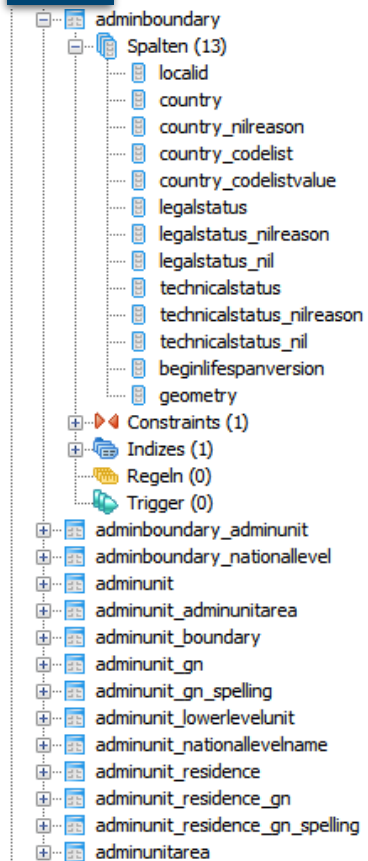 adminboundary
Spalten (13)
localid
country
country_nilreason
country_codelist
country_codelistvalue
legalstatus
legalstatus_nilreason
legalstatus_nil
technicalstatus
technicalstatus_nilreason
technicalstatus_nil
beginlifespanversion
geometry
Constraints (1)
Indizes (1)
Regeln (0)
Trigger (0)
adminboundary_adminunit
adminboundary_nationallevel
adminunit
adminunit_adminunitarea
adminunit_boundary
adminunit_gn
adminunit_gn_spelling
adminunit_lowerlevelunit
adminunit_nationallevelname
adminunit_residence
adminunit_residence_gn
adminunit_residence_gn_spelling
adminunitarea